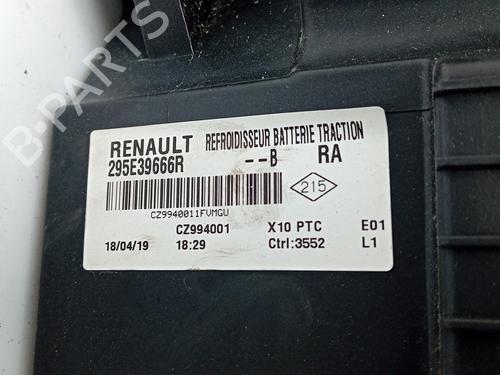 RENAULT REFROIDISSEUR BATTERIE TRACTION
295E39666R --B RA
215
CZ9940011FVMGU
CZ994001 X10 PTC E01
18/04/19 18:29 Ctrl:3552 L1
B-PARTS